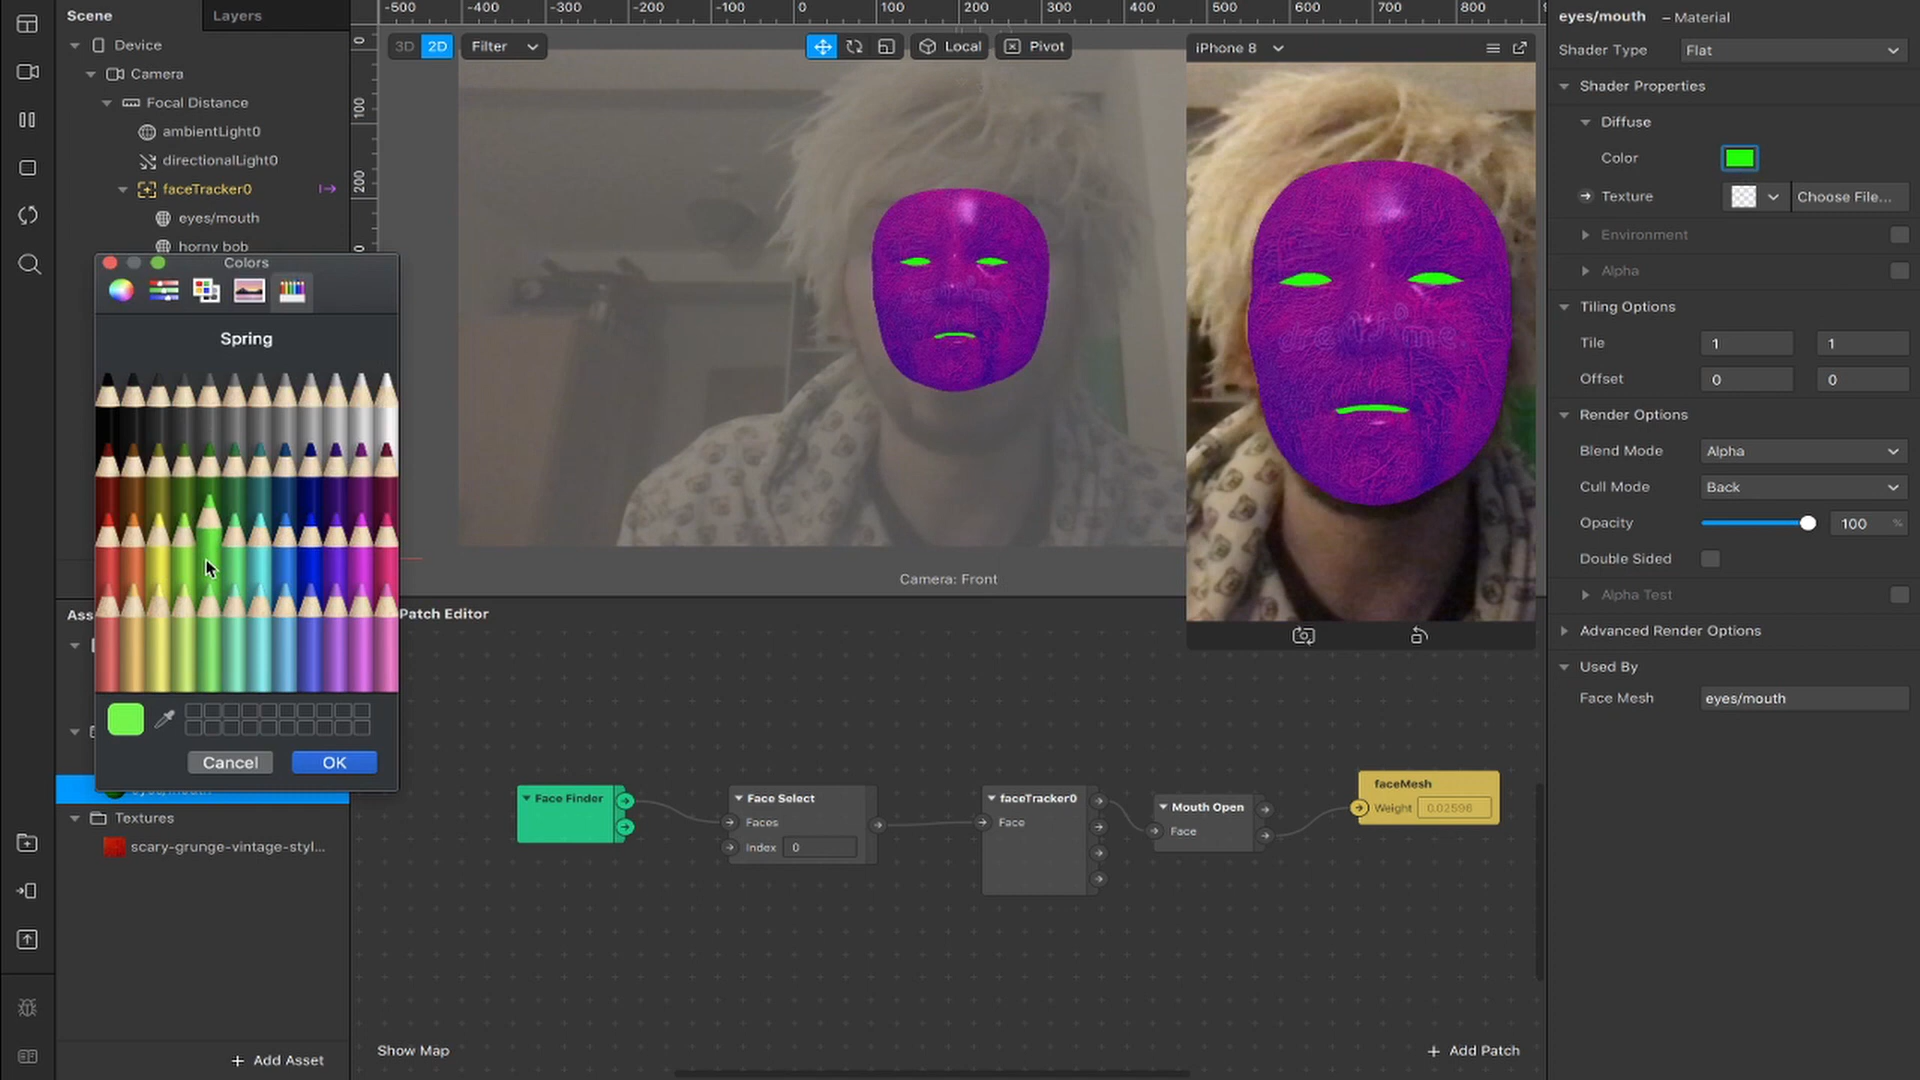 Scene
Layers
Device
Camera
Focal Distance
ambientLight0
directionalLight0
faceTracker0
eyes/mouth
horny bob
Colors
Spring
Cancel
OK
Textures
scary-grunge-vintage-styl...
Add Asset
-500 -400 -300 -200 -100 0 100 200 300 400 500 600 700 800
0
100
200
0
3D
2D
Filter
Local
Pivot
Camera: Front
iPhone 8
dreamtime
Patch Editor
Face Finder
Face Select
Faces
Index
0
faceTracker0
Face
Mouth Open
Face
faceMesh
Weight
0.02596
Show Map
Add Patch
eyes/mouth – Material
Shader Type
Flat
Shader Properties
Diffuse
Color
Texture
Choose File...
Environment
Alpha
Tiling Options
Tile
1
1
Offset
0
0
Render Options
Blend Mode
Alpha
Cull Mode
Back
Opacity
100 %
Double Sided
Alpha Test
Advanced Render Options
Used By
Face Mesh
eyes/mouth